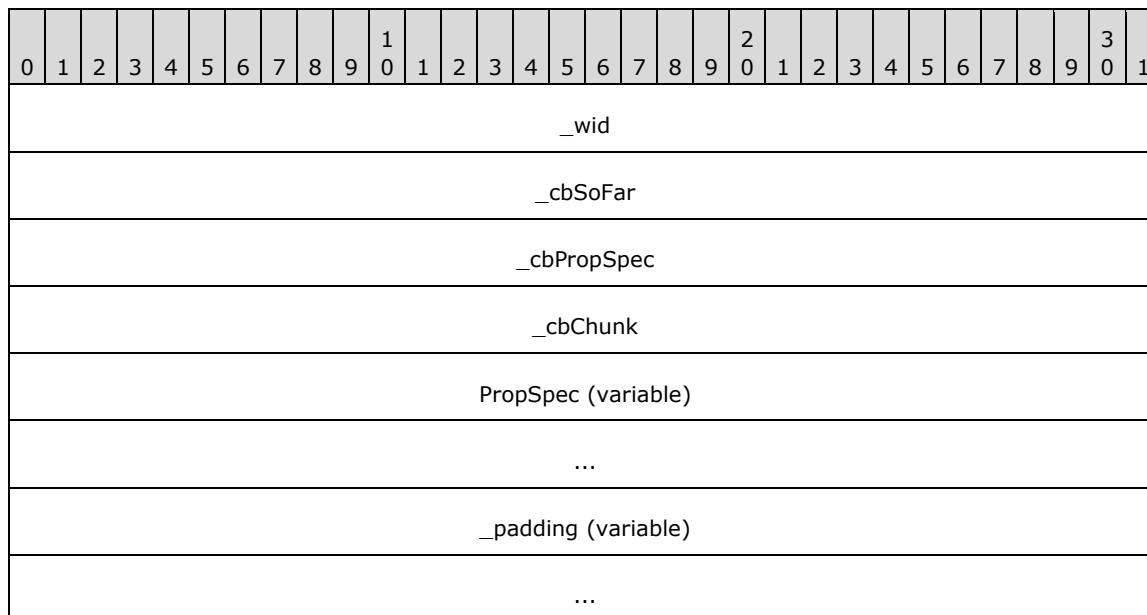 1 2 3
0 1 2 3 4 5 6 7 8 9 0 1 2 3 4 5 6 7 8 9 0 1 2 3 4 5 6 7 8 9 0 1
_wid
_cbSoFar
_cbPropSpec
_cbChunk
PropSpec (variable)
...
_padding (variable)
...